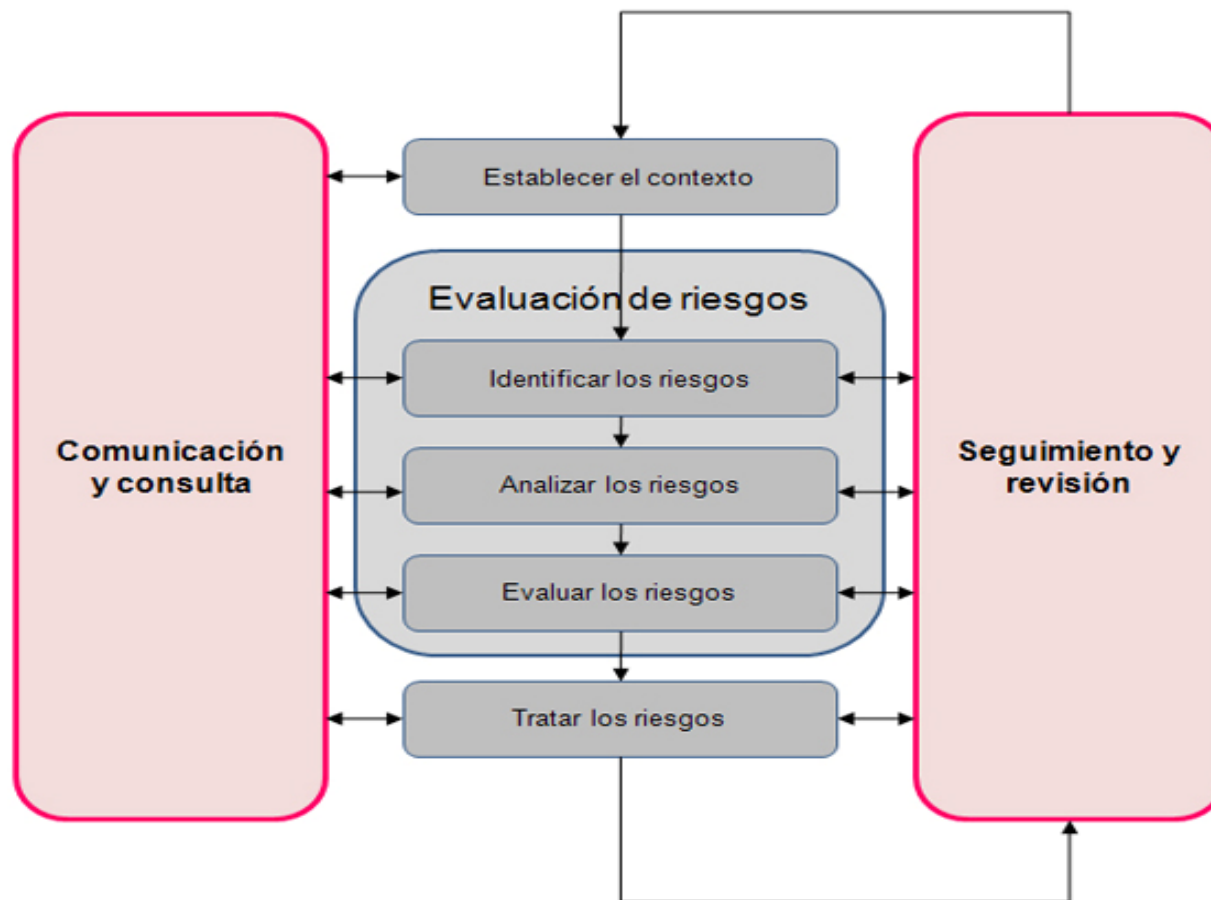 Establecer el contexto
Evaluación de riesgos
Identificar los riesgos
Comunicación
y consulta
Analizar los riesgos
Seguimiento y
revisión
Evaluar los riesgos
Tratar los riesgos